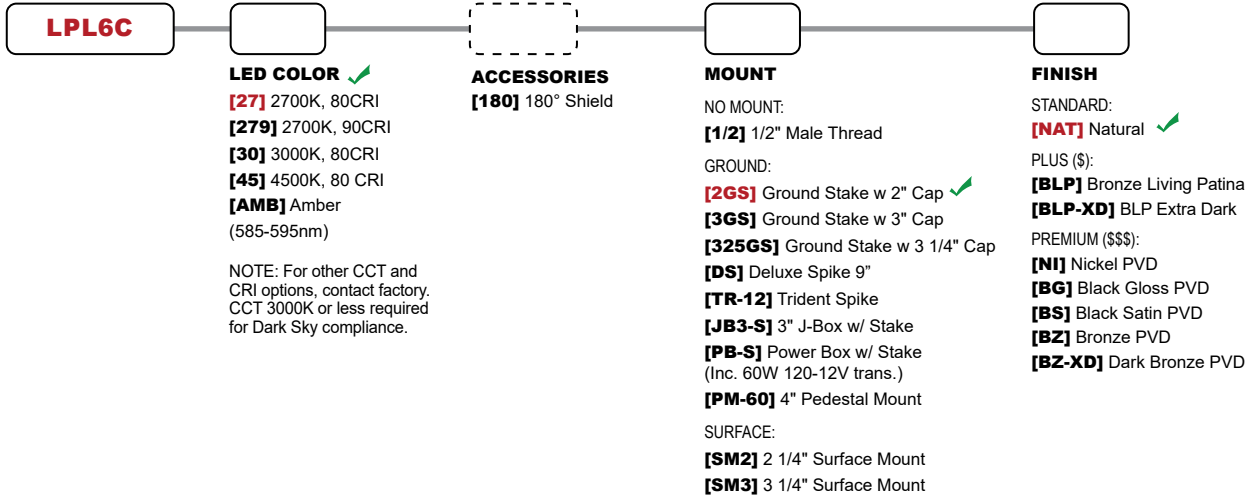 LPL6C
LED COLOR
[27] 2700K, 80CRI
[279] 2700K, 90CRI
[30] 3000K, 80CRI
[45] 4500K, 80 CRI
[AMB] Amber
(585-595nm)
NOTE: For other CCT and
CRI options, contact factory.
CCT 3000K or less required
for Dark Sky compliance.
ACCESSORIES
[180] 180° Shield
MOUNT
NO MOUNT:
[1/2] 1/2" Male Thread
GROUND:
[2GS] Ground Stake w 2" Cap
[3GS] Ground Stake w 3" Cap
[325GS] Ground Stake w 3 1/4" Cap
[DS] Deluxe Spike 9”
[TR-12] Trident Spike
[JB3-S] 3" J-Box w/ Stake
[PB-S] Power Box w/ Stake
(Inc. 60W 120-12V trans.)
[PM-60] 4" Pedestal Mount
SURFACE:
[SM2] 2 1/4" Surface Mount
[SM3] 3 1/4" Surface Mount
FINISH
STANDARD:
[NAT] Natural
PLUS ($):
[BLP] Bronze Living Patina
[BLP-XD] BLP Extra Dark
PREMIUM ($$$):
[NI] Nickel PVD
[BG] Black Gloss PVD
[BS] Black Satin PVD
[BZ] Bronze PVD
[BZ-XD] Dark Bronze PVD